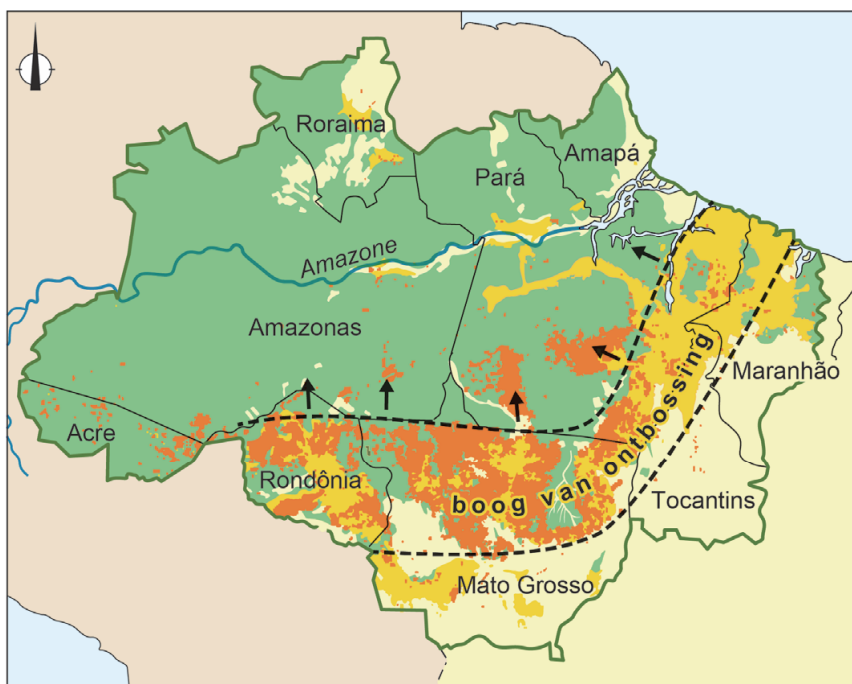 Roraima
Amapá
Pará
Amazone
Amazonas
Maranhão
Acre
Rondônia
boog van ontbossing
Tocantins
Mato Grosso